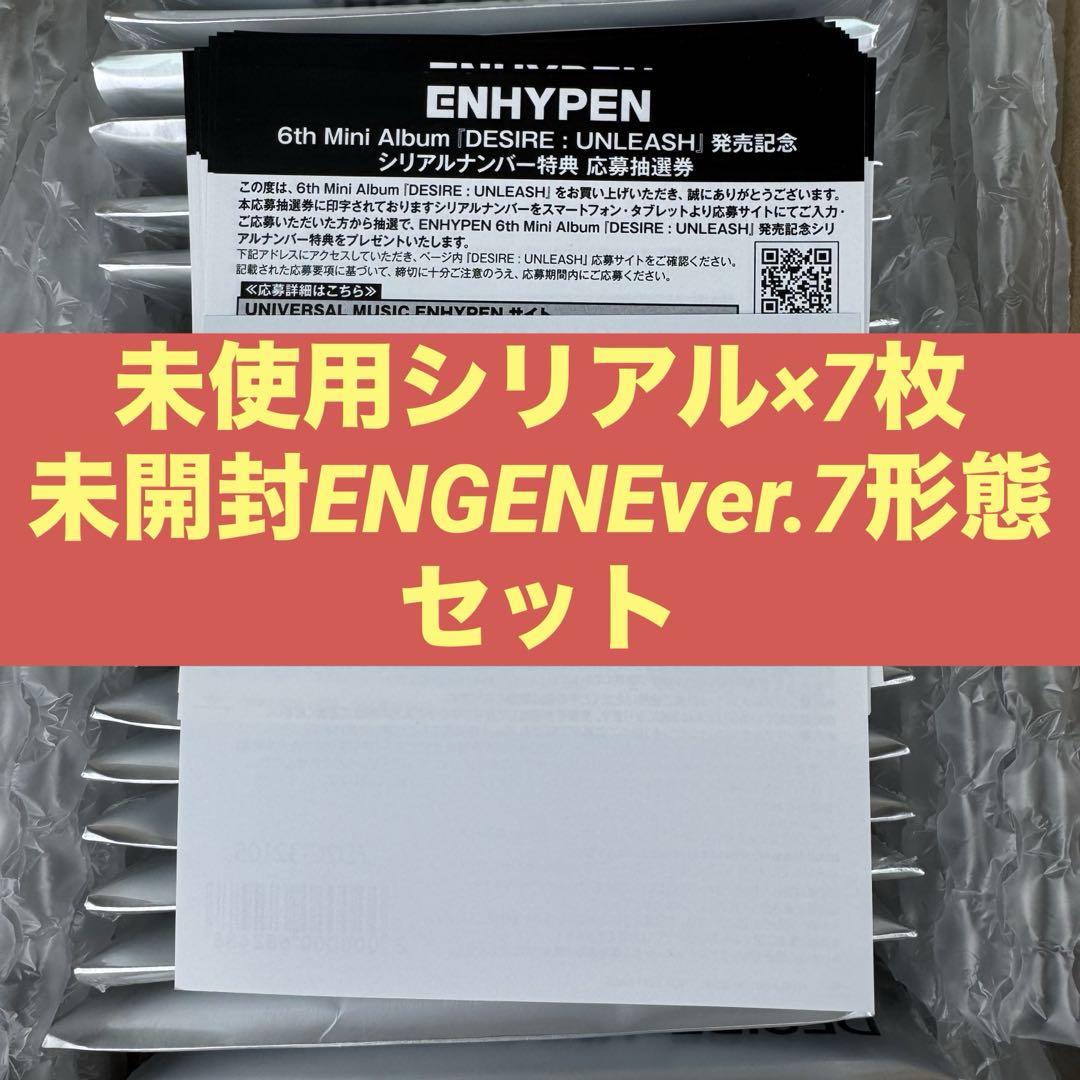 ENHYPEN
6th Mini Album『DESIRE : UNLEASH』発売記念
シリアルナンバー特典 応募抽選券
この度は、6th Mini Album『DESIRE : UNLEASH』をお買い上げいただき、誠にありがとうございます。
本応募抽選券に印字されておりますシリアルナンバーをスマートフォン・タブレットより応募サイトにてご入力・
ご応募いただいた方から抽選で、ENHYPEN 6th Mini Album『DESIRE : UNLEASH』発売記念シリ
アルナンバー特典をプレゼントいたします。
下記アドレスにアクセスしていただき、ページ内『DESIRE : UNLEASH』応募サイトをご確認ください。
記載された応募要項に基づいて、締切に十分ご注意のうえ、応募期間内にご応募ください。
≪応募詳細はこちら≫
UNIVERSAL MUSIC ENHYPEN サイト
未使用シリアル×7枚
未開封ENGENEver.7形態
セット